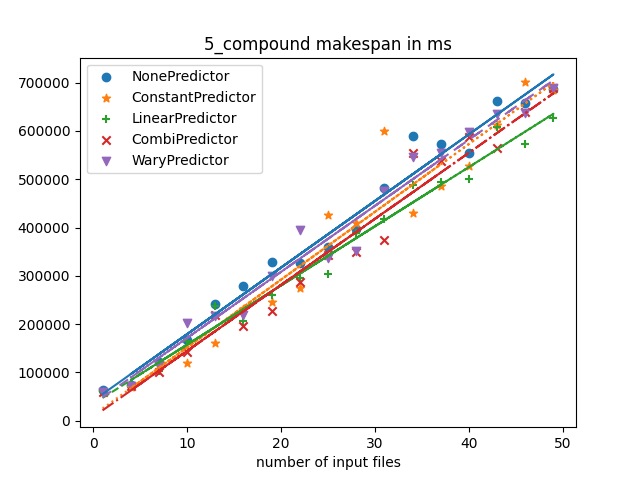 5_compound makespan in ms
700000
600000
500000
400000
300000
200000
100000
0
NonePredictor
ConstantPredictor
LinearPredictor
CombiPredictor
WaryPredictor
0 10 20 30 40 50
number of input files